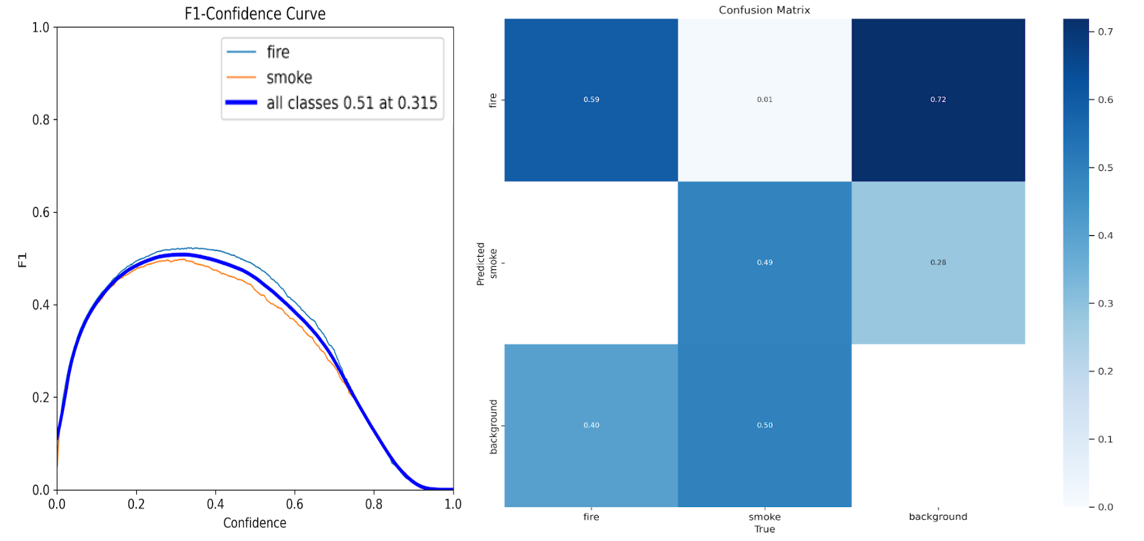 F1-Confidence Curve
1.0
0.8
0.6
0.4
0.2
0.0
F1
fire
smoke
all classes 0.51 at 0.315
0.0 0.2 0.4 0.6 0.8 1.0
Confidence
Confusion Matrix
Predicted
fire
0.59 0.01 0.72
smoke
0.49 0.28
background
0.40 0.50
fire smoke background
True
0.7
0.6
0.5
0.4
0.3
0.2
0.1
0.0